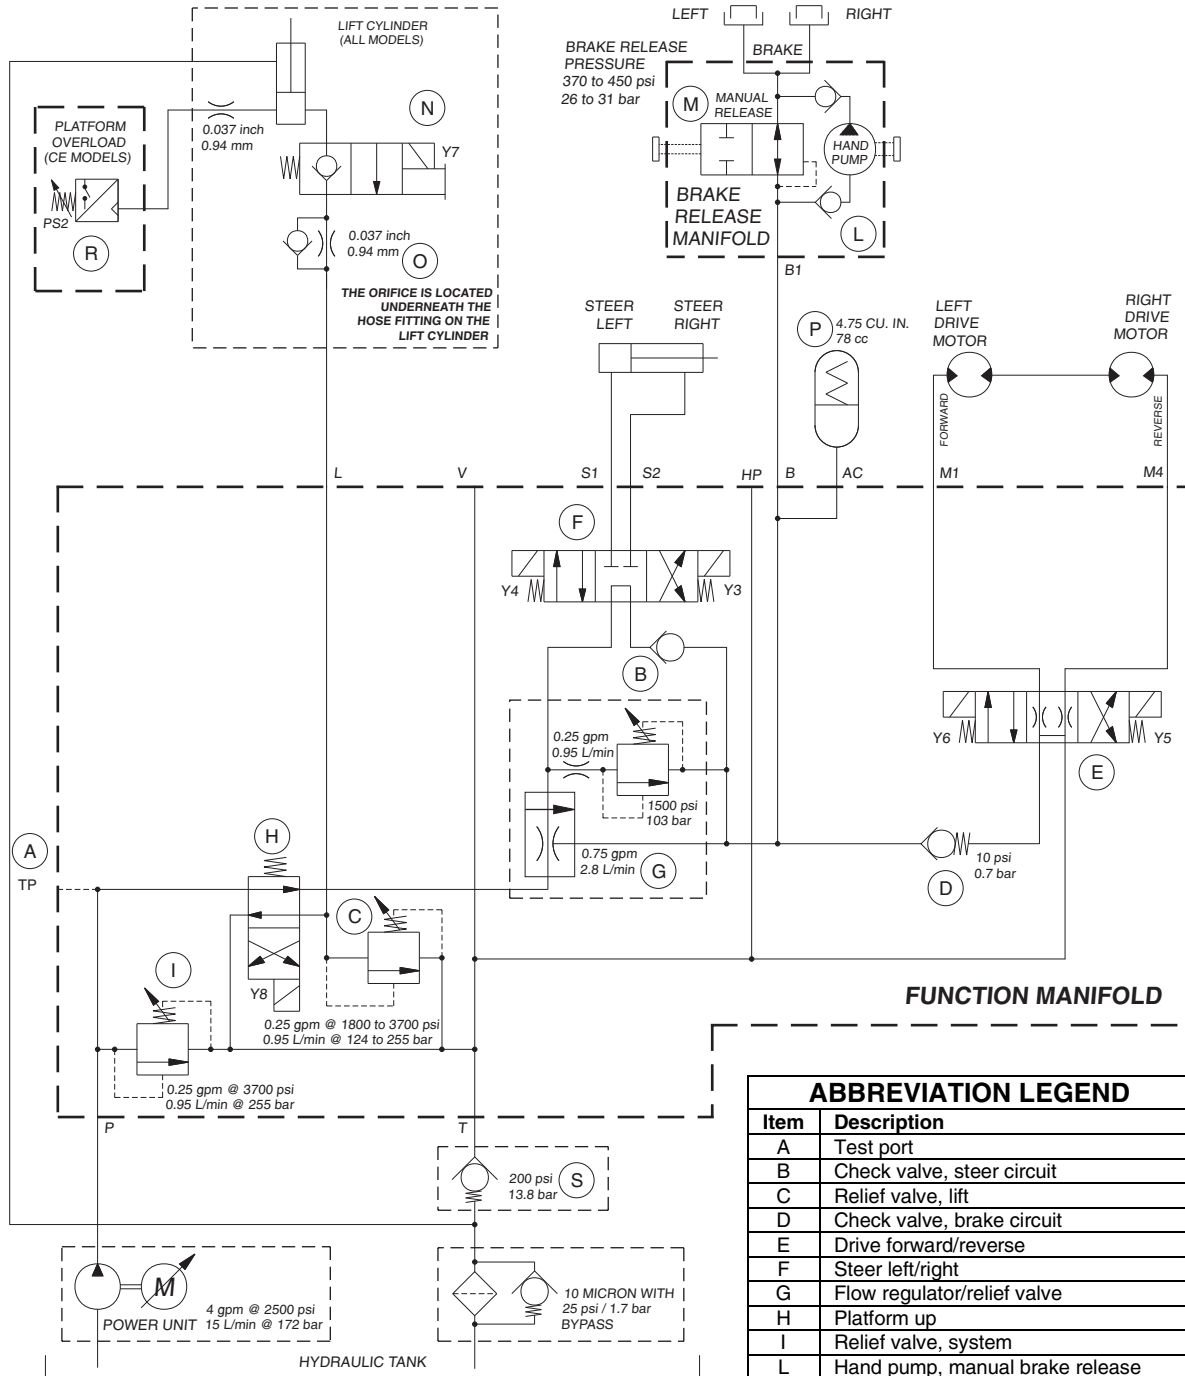 LIFT CYLINDER
(ALL MODELS)
LEFT
RIGHT
BRAKE
BRAKE RELEASE
PRESSURE
370 to 450 psi
26 to 31 bar
M
MANUAL
RELEASE
HAND
PUMP
BRAKE
RELEASE
MANIFOLD
L
B1
N
Y7
0.037 inch
0.94 mm
PLATFORM
OVERLOAD
(CE MODELS)
PS2
R
0.037 inch
0.94 mm
O
THE ORIFICE IS LOCATED
UNDERNEATH THE
HOSE FITTING ON THE
LIFT CYLINDER
STEER
LEFT
STEER
RIGHT
P
4.75 CU. IN.
78 cc
LEFT
DRIVE
MOTOR
RIGHT
DRIVE
MOTOR
FORWARD
REVERSE
L
V
S1
S2
HP
B
AC
M1
M4
F
Y4
Y3
B
0.25 gpm
0.95 L/min
1500 psi
103 bar
0.75 gpm
2.8 L/min
G
Y6
Y5
E
10 psi
0.7 bar
D
A
TP
H
C
I
Y8
0.25 gpm @ 1800 to 3700 psi
0.95 L/min @ 124 to 255 bar
0.25 gpm @ 3700 psi
0.95 L/min @ 255 bar
FUNCTION MANIFOLD
P
T
200 psi
13.8 bar
S
M
4 gpm @ 2500 psi
POWER UNIT 15 L/min @ 172 bar
10 MICRON WITH
25 psi / 1.7 bar
BYPASS
HYDRAULIC TANK
ABBREVIATION LEGEND
Item Description
A Test port
B Check valve, steer circuit
C Relief valve, lift
D Check valve, brake circuit
E Drive forward/reverse
F Steer left/right
G Flow regulator/relief valve
H Platform up
I Relief valve, system
L Hand pump, manual brake release